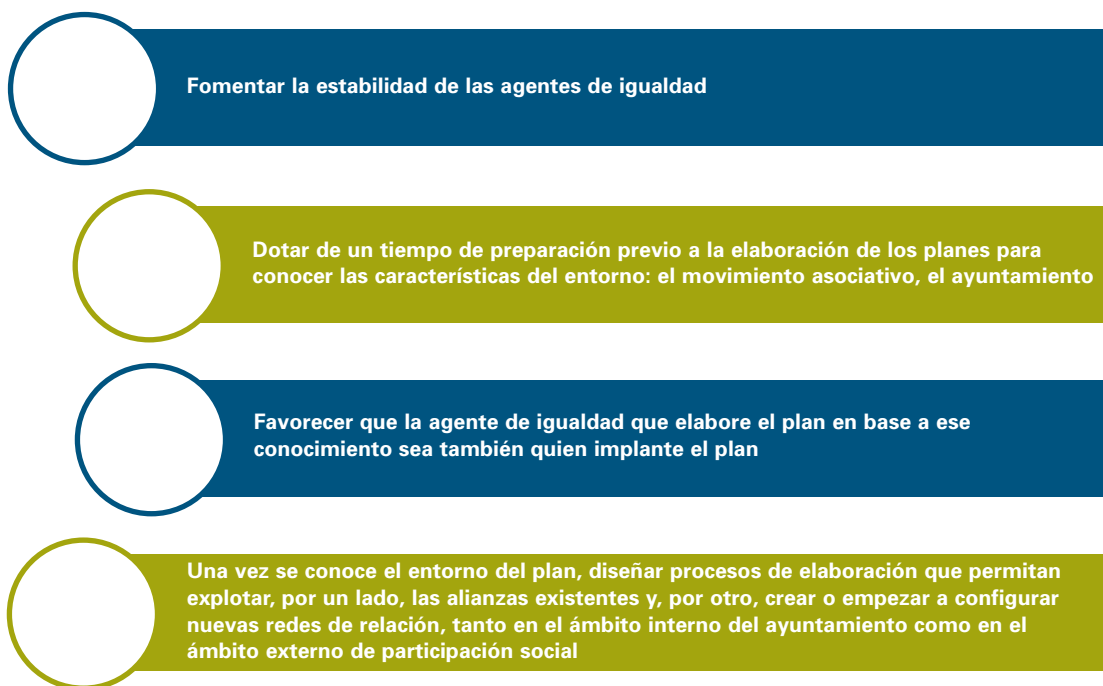 Fomentar la estabilidad de las agentes de igualdad
Dotar de un tiempo de preparación previo a la elaboración de los planes para
conocer las características del entorno: el movimiento asociativo, el ayuntamiento
Favorecer que la agente de igualdad que elabore el plan en base a ese
conocimiento sea también quien implante el plan
Una vez se conoce el entorno del plan, diseñar procesos de elaboración que permitan
explotar, por un lado, las alianzas existentes y, por otro, crear o empezar a configurar
nuevas redes de relación, tanto en el ámbito interno del ayuntamiento como en el
ámbito externo de participación social